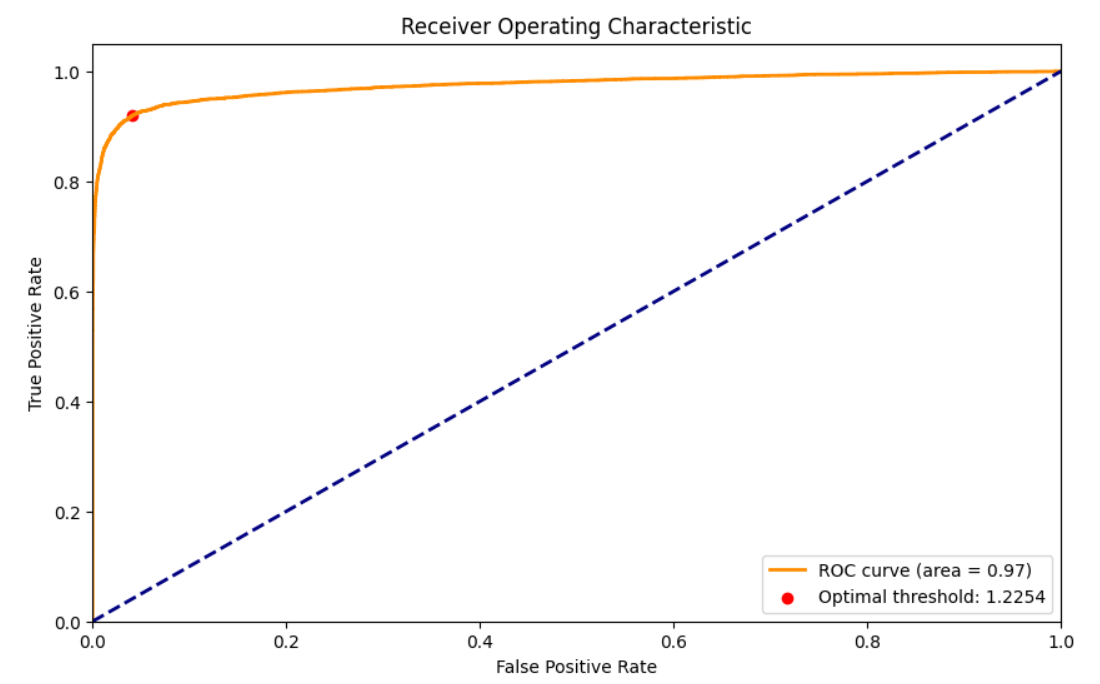 Receiver Operating Characteristic
True Positive Rate
1.0
0.8
0.6
0.4
0.2
0.0
0.0 0.2 0.4 0.6 0.8 1.0
False Positive Rate
ROC curve (area = 0.97)
Optimal threshold: 1.2254